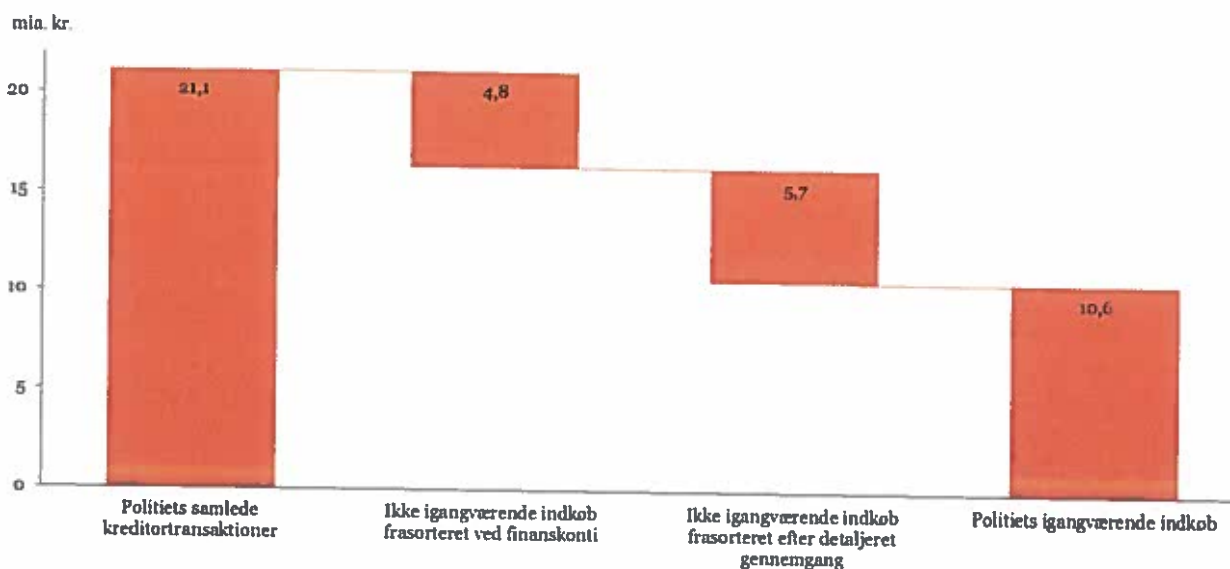 mia. kr.
20
15
10
5
0
21,1
4,8
5,7
10,6
Politiets samlede
kreditortransaktioner
Ikke igangværende indkøb
frasorteret ved finanskonti
Ikke igangværende indkøb
frasorteret efter detaljeret
gennemgang
Politiets igangværende indkøb